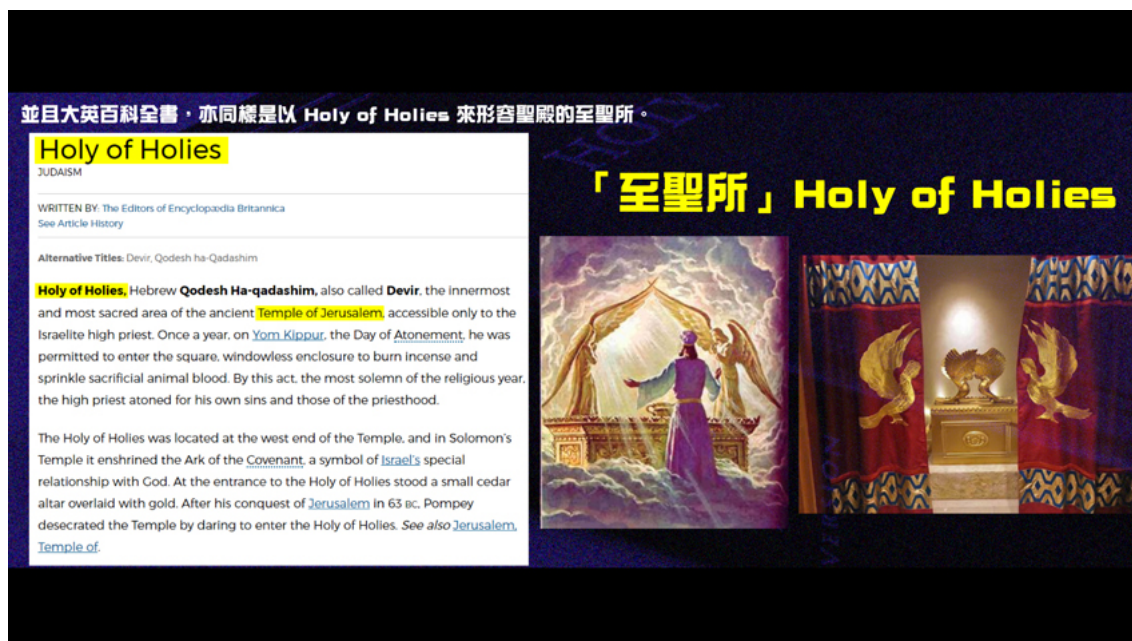 並且大英百科全書，亦同樣是以 Holy of Holies 來形容聖殿的至聖所。
Holy of Holies
JUDAISM
WRITTEN BY: The Editors of Encyclopædia Britannica
See Article History
Alternative Titles: Devir, Qodesh ha-Qadashim
Holy of Holies, Hebrew Qodesh Ha-qadashim, also called Devir, the innermost
and most sacred area of the ancient Temple of Jerusalem, accessible only to the
Israelite high priest. Once a year, on Yom Kippur, the Day of Atonement, he was
permitted to enter the square, windowless enclosure to burn incense and
sprinkle sacrificial animal blood. By this act, the most solemn of the religious year,
the high priest atoned for his own sins and those of the priesthood.
The Holy of Holies was located at the west end of the Temple, and in Solomon's
Temple it enshrined the Ark of the Covenant, a symbol of Israel's special
relationship with God. At the entrance to the Holy of Holies stood a small cedar
altar overlaid with gold. After his conquest of Jerusalem in 63 BC, Pompey
desecrated the Temple by daring to enter the Holy of Holies. See also Jerusalem,
Temple of.
「至聖所」Holy of Holies
HOLY